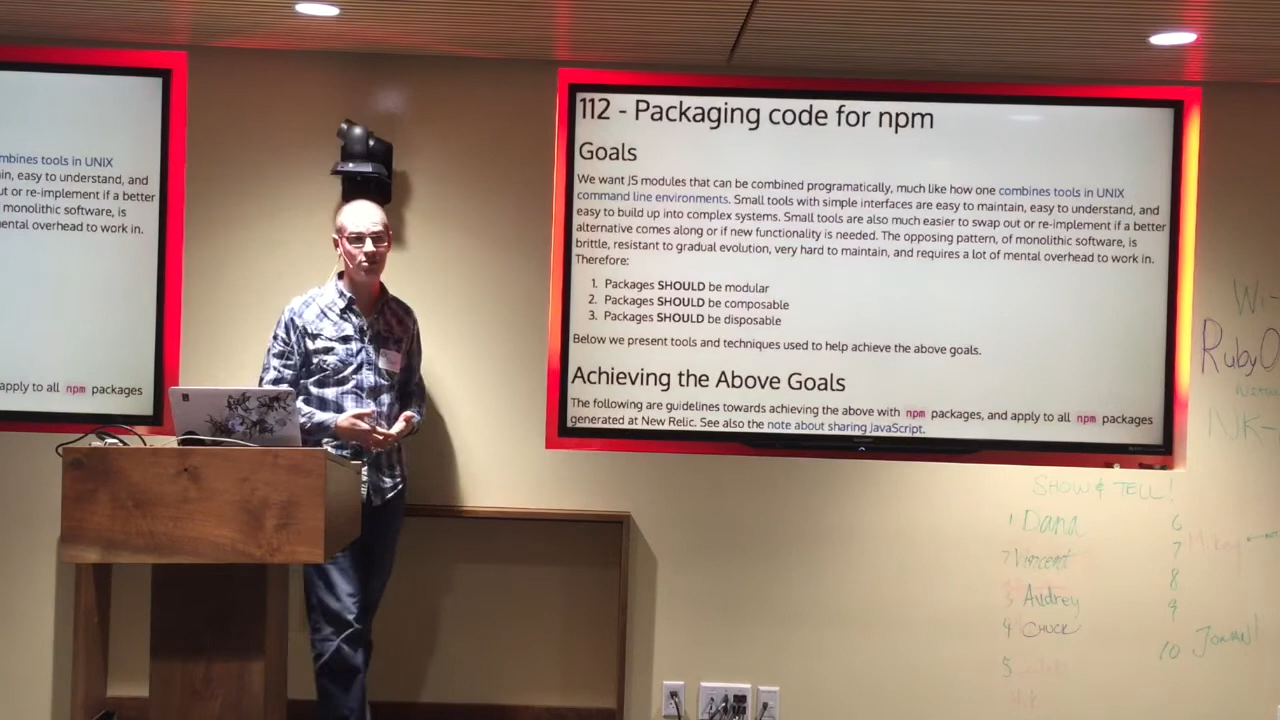 mbines tools in UNIX
in, easy to understand, and
ut or re-implement if a better
monolithic software, is
ental overhead to work in.
apply to all npm packages
112 - Packaging code for npm
Goals
We want JS modules that can be combined programatically, much like how one combines tools in UNIX
command line environments. Small tools with simple interfaces are easy to maintain, easy to understand, and
easy to build up into complex systems. Small tools are also much easier to swap out or re-implement if a better
alternative comes along or if new functionality is needed. The opposing pattern, of monolithic software, is
brittle, resistant to gradual evolution, very hard to maintain, and requires a lot of mental overhead to work in.
Therefore:
1. Packages SHOULD be modular
2. Packages SHOULD be composable
3. Packages SHOULD be disposable
Below we present tools and techniques used to help achieve the above goals.
Achieving the Above Goals
The following are guidelines towards achieving the above with npm packages, and apply to all npm packages
generated at New Relic. See also the note about sharing JavaScript.
Wi-
RubyO
NK-
SHOW & TELL!
1 Dana
2 Vincent
3 Audrey
4 CHUCK
5
6
7 Mikey
8
9
10